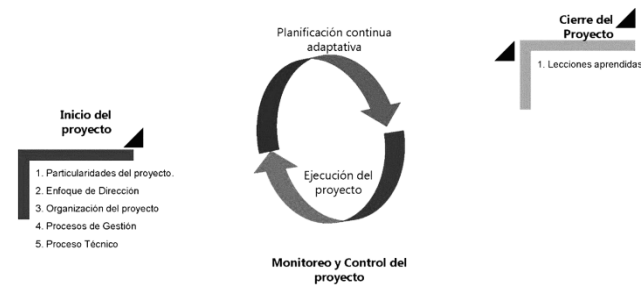 Inicio del
proyecto
1. Particularidades del proyecto.
2. Enfoque de Dirección
3. Organización del proyecto
4. Procesos de Gestión
5. Proceso Técnico
Planificación continua
adaptativa
Ejecución del
proyecto
Monitoreo y Control del
proyecto
Cierre del
Proyecto
1. Lecciones aprendidas